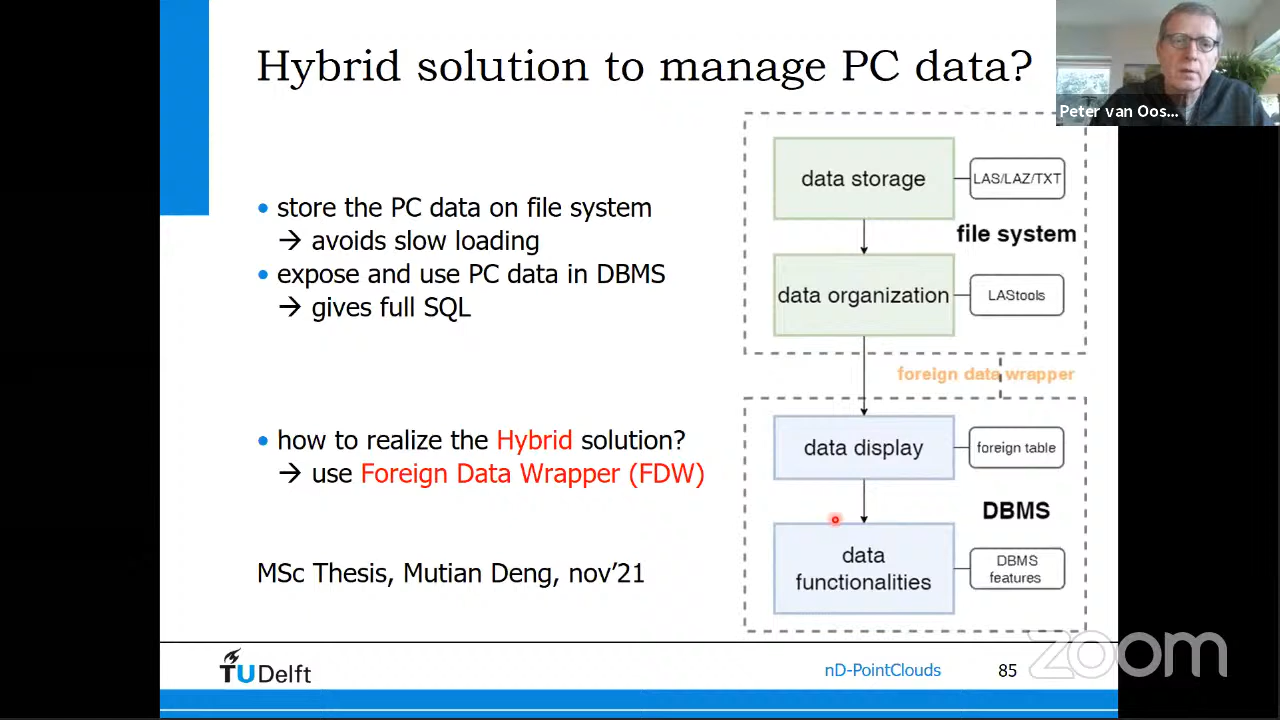 Hybrid solution to manage PC data?
Peter van Oos...
• store the PC data on file system
→ avoids slow loading
• expose and use PC data in DBMS
→ gives full SQL
• how to realize the Hybrid solution?
→ use Foreign Data Wrapper (FDW)
MSc Thesis, Mutian Deng, nov’21
data storage
LAS/LAZ/TXT
file system
data organization
LAStools
foreign data wrapper
data display
foreign table
DBMS
data
functionalities
DBMS
features
TUDelft
nD-PointClouds
85
zoom